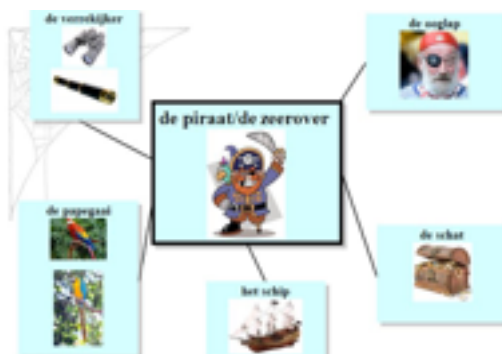 de verrekijker
de ooglap
de piraat/de zeerover
de papegaai
de schat
het schip